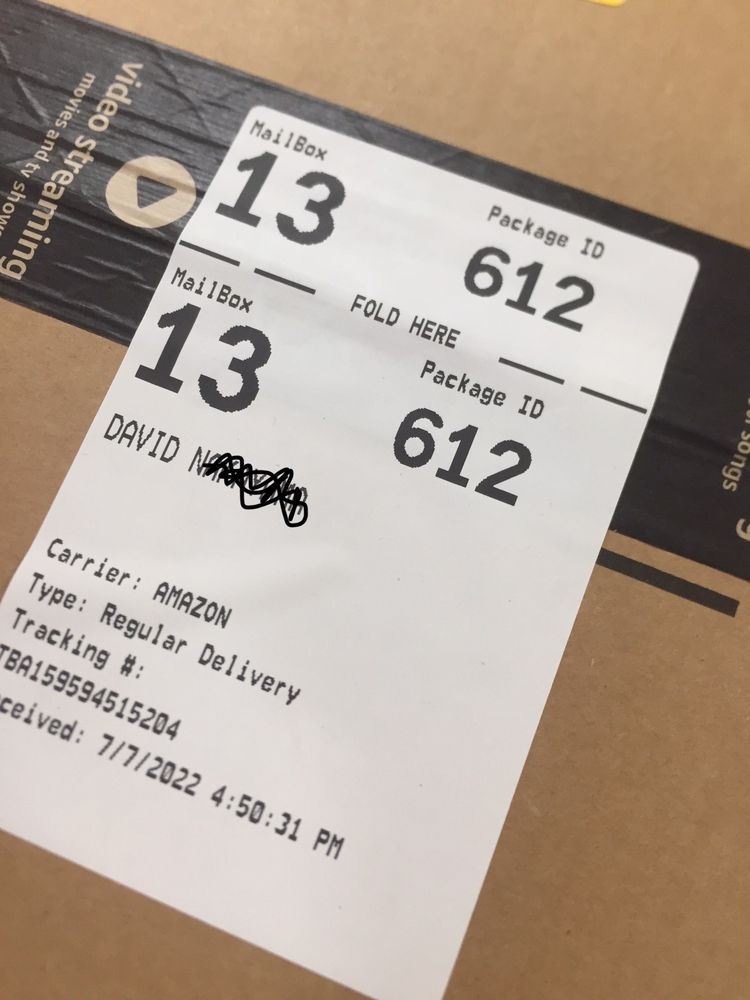 video streaming
movies and tv shows
MailBox
13
Package ID
612
FOLD HERE
MailBox
13
Package ID
612
DAVID
Carrier: AMAZON
Type: Regular Delivery
Tracking #:
TBA159594515204
ceived: 7/7/2022 4:50:31 PM
songs